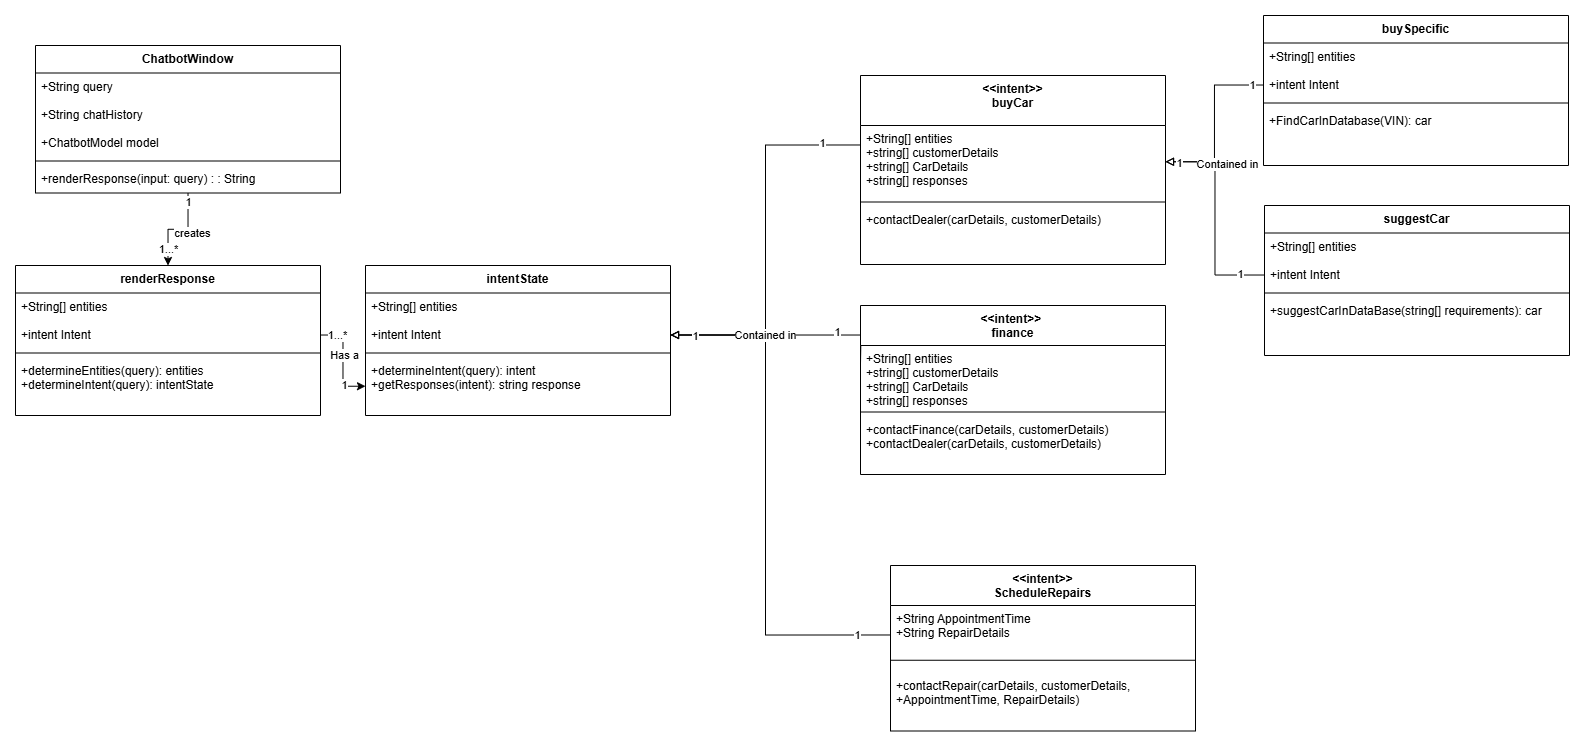 ChatbotWindow
+String query
+String chatHistory
+ChatbotModel model
+renderResponse(input: query) : : String
1
creates
1...*
renderResponse
+String[] entities
+intent Intent
+determineEntities(query): entities
+determineIntent(query): intentState
1...*
Has a
1
intentState
+String[] entities
+intent Intent
+determineIntent(query): intent
+getResponses(intent): string response
1
Contained in
1
1
1
<<intent>>
buyCar
+String[] entities
+string[] customerDetails
+string[] CarDetails
+string[] responses
+contactDealer(carDetails, customerDetails)
<<intent>>
finance
+String[] entities
+string[] customerDetails
+string[] CarDetails
+string[] responses
+contactFinance(carDetails, customerDetails)
+contactDealer(carDetails, customerDetails)
<<intent>>
ScheduleRepairs
+String AppointmentTime
+String RepairDetails
+contactRepair(carDetails, customerDetails,
+AppointmentTime, RepairDetails)
1
Contained in
1
1
buySpecific
+String[] entities
+intent Intent
+FindCarInDatabase(VIN): car
suggestCar
+String[] entities
+intent Intent
+suggestCarInDataBase(string[] requirements): car